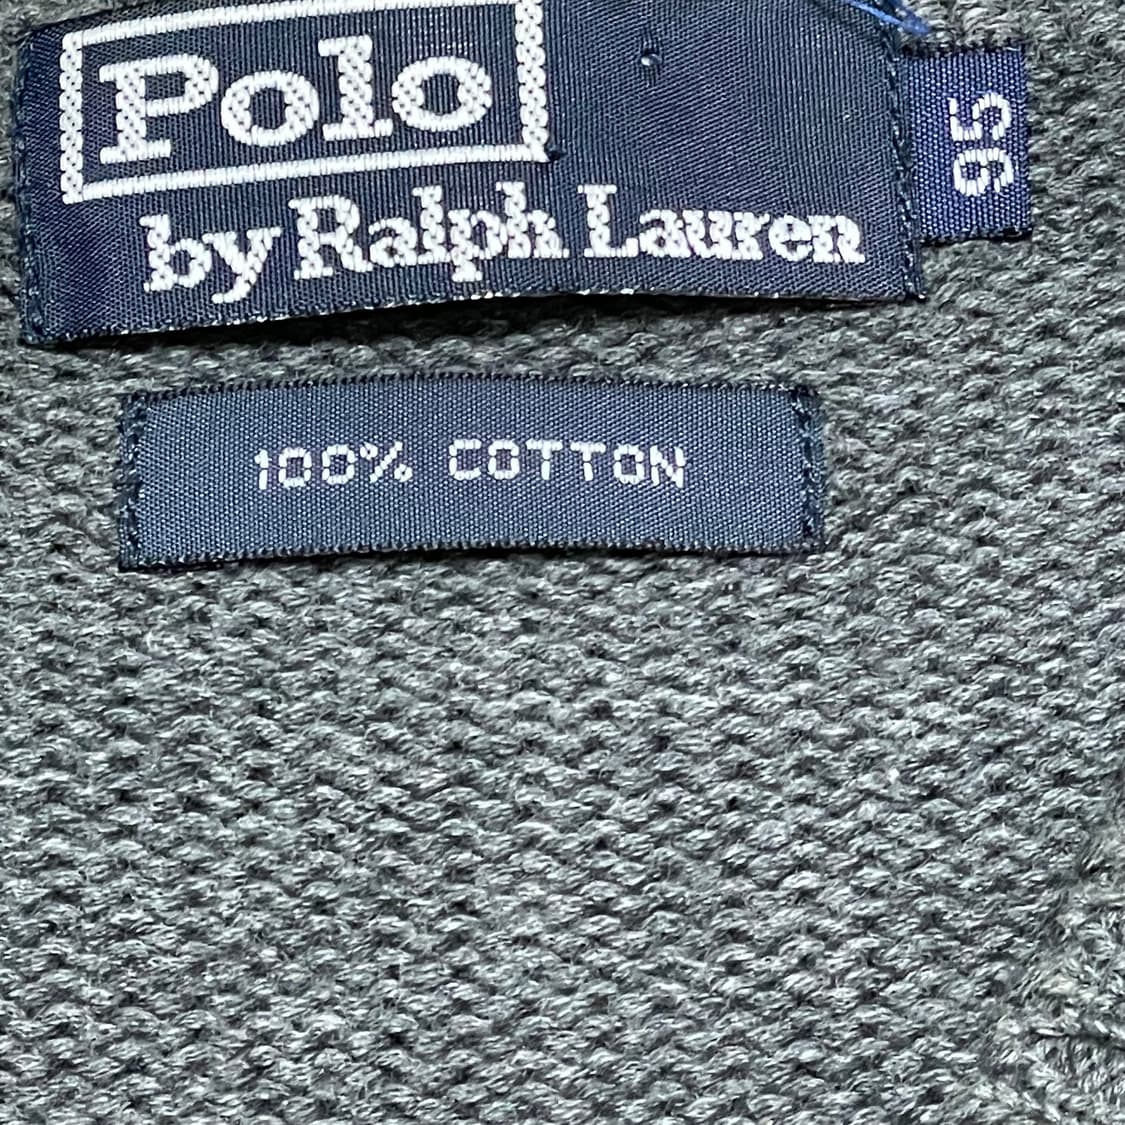 Polo
by Ralph Lauren
95
100% COTTON